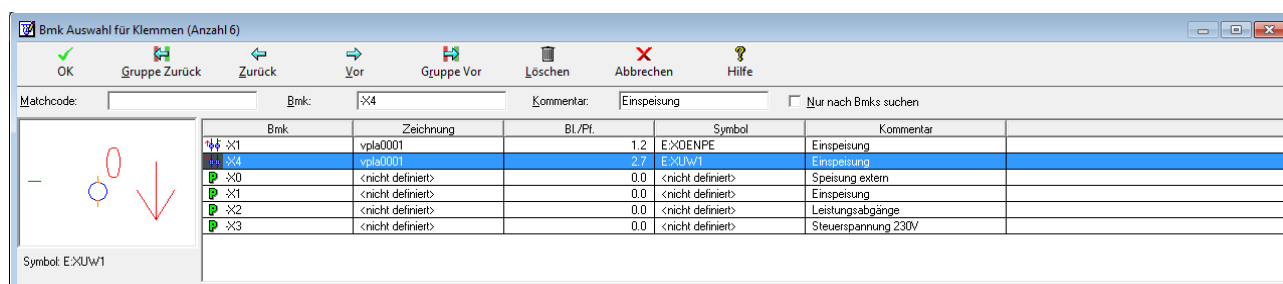 Bmk Auswahl für Klemmen (Anzahl 6)
OK Gruppe Zurück Zurück Vor Gruppe Vor Löschen Abbrechen Hilfe
Matchcode: Bmk: -X4 Kommentar: Einspeisung Nur nach Bmks suchen
Bmk Zeichnung Bl./Pf. Symbol Kommentar
-X1 vpla0001 1.2 E:XOENPE Einspeisung
-X4 vpla0001 2.7 E:XUW1 Einspeisung
P -X0 <nicht definiert> 0.0 <nicht definiert> Speisung extern
P -X1 <nicht definiert> 0.0 <nicht definiert> Einspeisung
P -X2 <nicht definiert> 0.0 <nicht definiert> Leistungsabgänge
P -X3 <nicht definiert> 0.0 <nicht definiert> Steuerspannung 230V
0
Symbol: E:XUW1